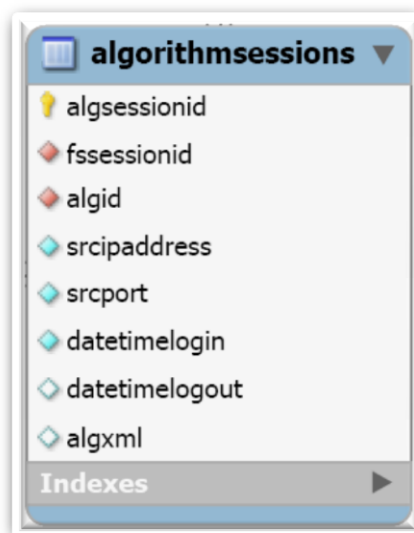 algorithmsessions
algsessionid
fssessionid
algid
srcipaddress
srcport
datetimelogin
datetimelogout
algxml
Indexes